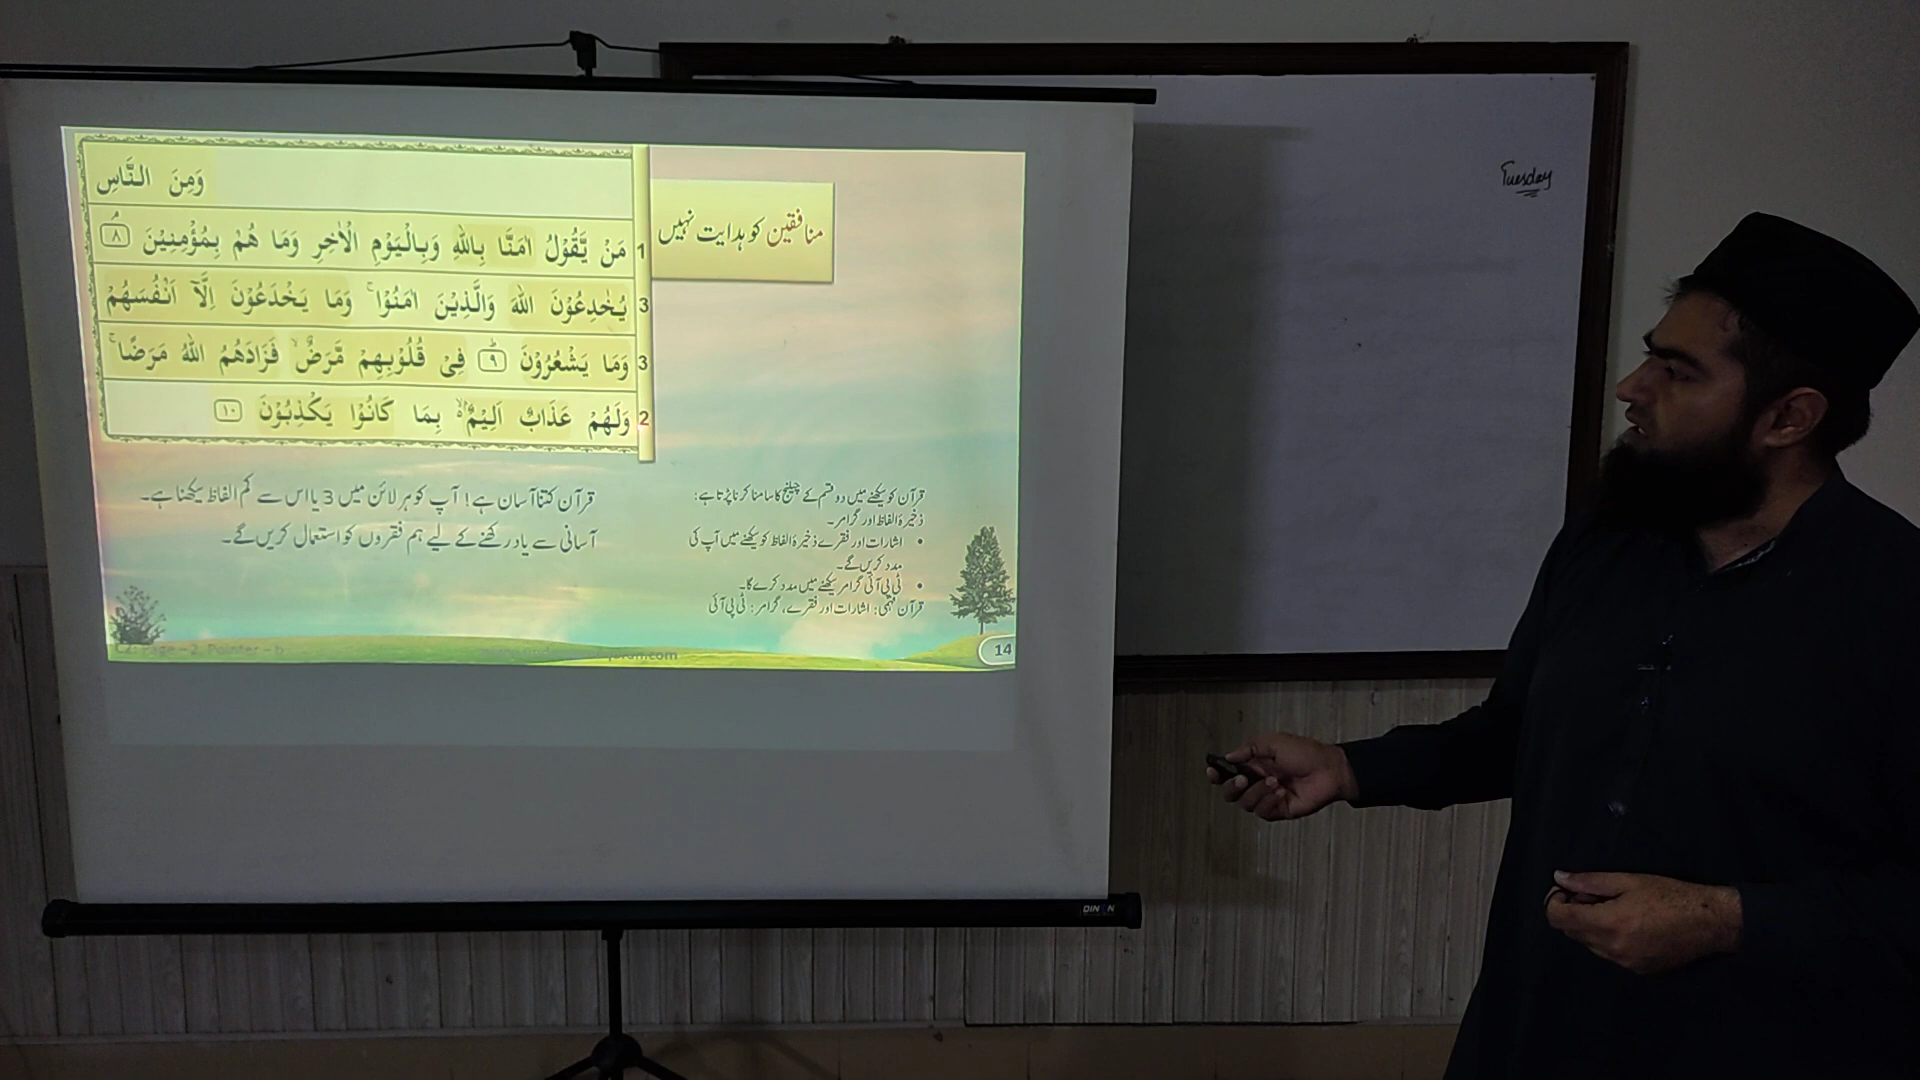 وَمِنَ النَّاسِ
مَنْ يَّقُوْلُ اٰمَنَّا بِاللّٰهِ وَبِالْيَوْمِ الْاٰخِرِ وَمَا هُمْ بِمُؤْمِنِيْنَ ۘ ٨ 1
يُخٰدِعُوْنَ اللّٰهَ وَالَّذِيْنَ اٰمَنُوْا ۚ وَمَا يَخْدَعُوْنَ اِلَّآ اَنْفُسَهُمْ 3
وَمَا يَشْعُرُوْنَ ؕ ٩ فِىْ قُلُوْبِهِمْ مَّرَضٌ ۙ فَزَادَهُمُ اللّٰهُ مَرَضًا ۚ 3
وَلَهُمْ عَذَابٌ اَلِيْمٌۢ ۙ بِمَا كَانُوْا يَكْذِبُوْنَ ١٠ 2
منافقین کو ہدایت نہیں
قرآن کتنا آسان ہے! آپ کو ہر لائن میں 3 یا اس سے کم الفاظ سیکھنا ہے۔
آسانی سے یاد رکھنے کے لیے ہم فقروں کو استعمال کریں گے۔
قرآن کو سیکھنے میں دو قسم کے چیلنج کا سامنا کرنا پڑتا ہے:
ذخیرۂ الفاظ اور گرامر۔
• اشارات اور فقرے ذخیرۂ الفاظ کو سیکھنے میں آپ کی
مدد کریں گے۔
• ٹی پی آئی گرامر سیکھنے میں مدد کرے گا۔
قرآن فہمی: اشارات اور فقرے، گرامر: ٹی پی آئی
C2: Page – 2, Pointer – b
14
Tuesday